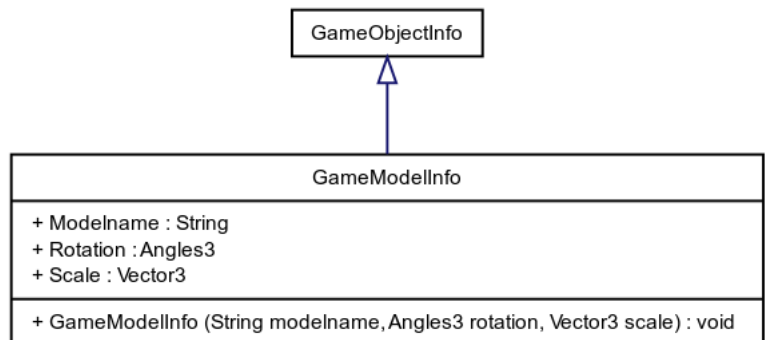 GameObjectInfo
GameModelInfo
+ Modelname : String
+ Rotation : Angles3
+ Scale : Vector3
+ GameModelInfo (String modelname, Angles3 rotation, Vector3 scale) : void